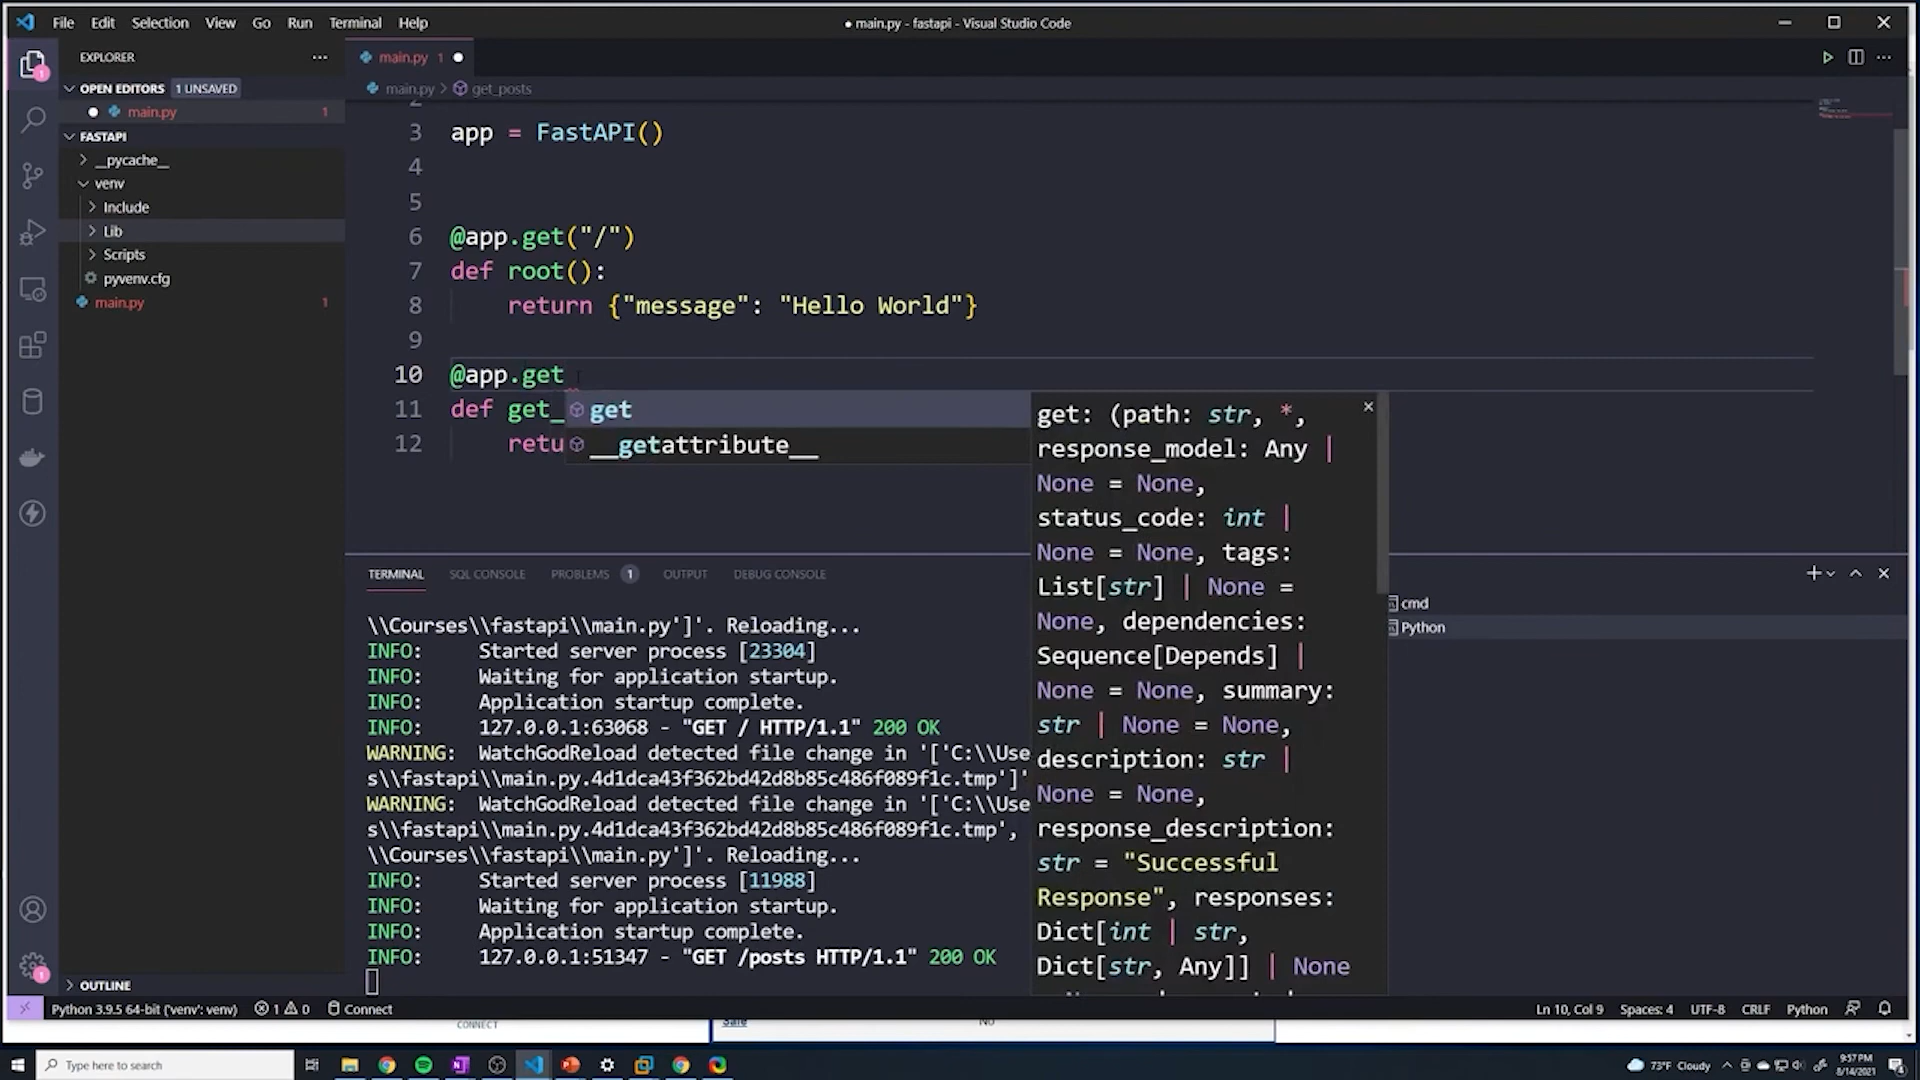 File Edit Selection View Go Run Terminal Help
● main.py - fastapi - Visual Studio Code
EXPLORER
OPEN EDITORS 1 UNSAVED
main.py 1
FASTAPI
__pycache__
venv
Include
Lib
Scripts
pyvenv.cfg
main.py 1
OUTLINE
main.py 1
main.py > get_posts
2
3 app = FastAPI()
4
5
6 @app.get("/")
7 def root():
8 return {"message": "Hello World"}
9
10 @app.get
11 def get_
12 retu
get
__getattribute__
get: (path: str, *,
response_model: Any |
None = None,
status_code: int |
None = None, tags:
List[str] | None =
None, dependencies:
Sequence[Depends] |
None = None, summary:
str | None = None,
description: str |
None = None,
response_description:
str = "Successful
Response", responses:
Dict[int | str,
Dict[str, Any]] | None
TERMINAL SQL CONSOLE PROBLEMS 1 OUTPUT DEBUG CONSOLE
\\Courses\\fastapi\\main.py']'. Reloading...
INFO: Started server process [23304]
INFO: Waiting for application startup.
INFO: Application startup complete.
INFO: 127.0.0.1:63068 - "GET / HTTP/1.1" 200 OK
WARNING: WatchGodReload detected file change in '['C:\\Use
s\\fastapi\\main.py.4d1dca43f362bd42d8b85c486f089f1c.tmp']'
WARNING: WatchGodReload detected file change in '['C:\\Use
s\\fastapi\\main.py.4d1dca43f362bd42d8b85c486f089f1c.tmp',
\\Courses\\fastapi\\main.py']'. Reloading...
INFO: Started server process [11988]
INFO: Waiting for application startup.
INFO: Application startup complete.
INFO: 127.0.0.1:51347 - "GET /posts HTTP/1.1" 200 OK
cmd
Python
Python 3.9.5 64-bit ('venv': venv) 1 0 Connect
Ln 10, Col 9 Spaces: 4 UTF-8 CRLF Python
CONNECT
Safe
No
Type here to search
73°F Cloudy
9:57 PM
8/14/2021